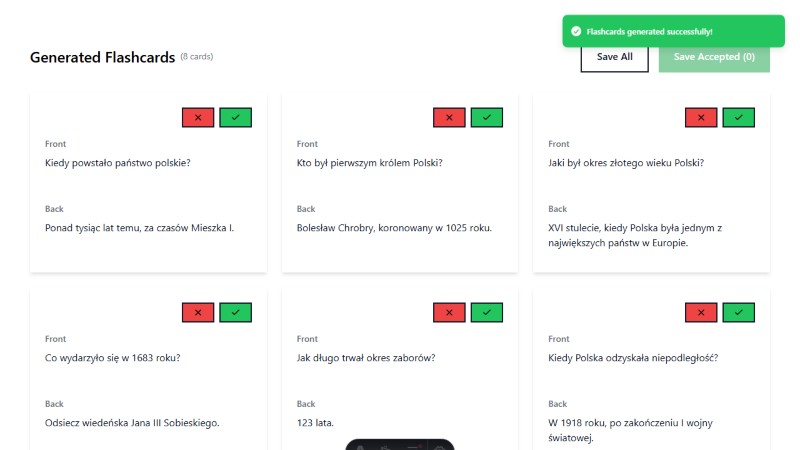 Flashcards generated successfully!
Generated Flashcards (8 cards)
Save All
Save Accepted (0)
Front
Kiedy powstało państwo polskie?
Back
Ponad tysiąc lat temu, za czasów Mieszka I.
Front
Kto był pierwszym królem Polski?
Back
Bolesław Chrobry, koronowany w 1025 roku.
Front
Jaki był okres złotego wieku Polski?
Back
XVI stulecie, kiedy Polska była jednym z
największych państw w Europie.
Front
Co wydarzyło się w 1683 roku?
Back
Odsiecz wiedeńska Jana III Sobieskiego.
Front
Jak długo trwał okres zaborów?
Back
123 lata.
Front
Kiedy Polska odzyskała niepodległość?
Back
W 1918 roku, po zakończeniu I wojny
światowej.